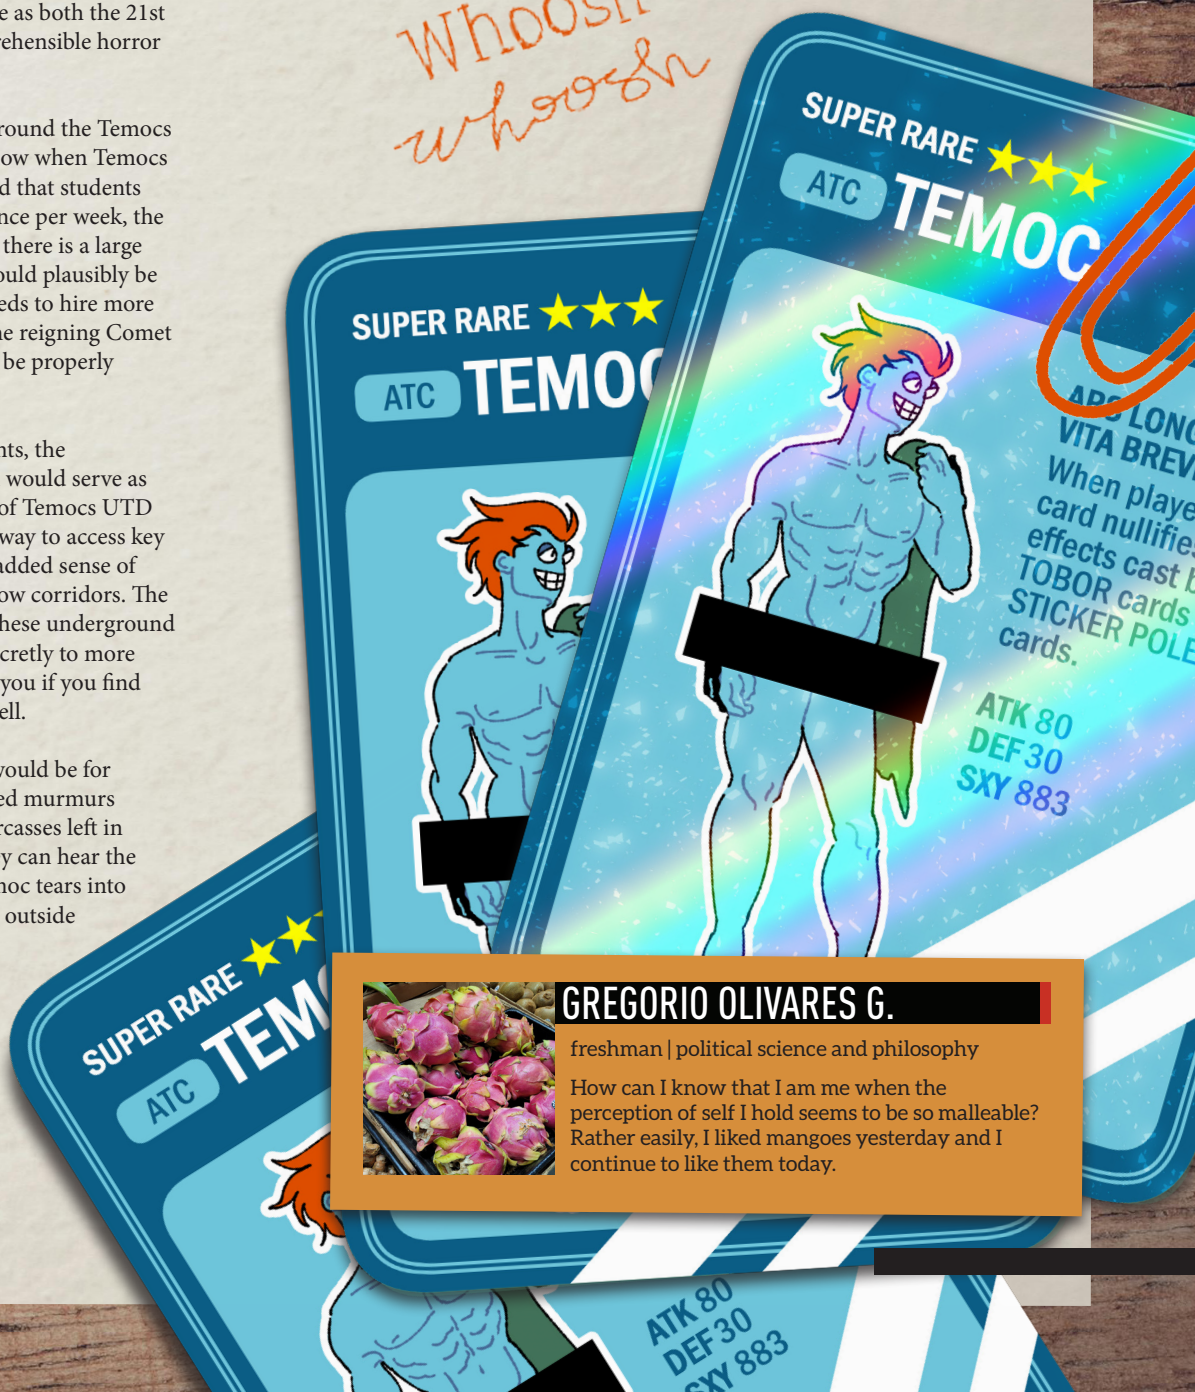 e as both the 21st
rehensible horror
round the Temocs
ow when Temocs
d that students
nce per week, the
there is a large
ould plausibly be
eds to hire more
ne reigning Comet
be properly
nts, the
would serve as
of Temocs UTD
way to access key
added sense of
ow corridors. The
hese underground
cretly to more
you if you find
ell.
would be for
ed murmurs
rcasses left in
y can hear the
noc tears into
outside
Whoosh
whoosh
SUPER RARE
ATC TEMOC
ARS LONG
VITA BREV
When playe
card nullifie
effects cast b
TOBOR cards
STICKER POLE
cards.
ATK 80
DEF 30
SXY 883
SUPER RARE
ATC TEMOC
SUPER RARE
ATC TEM
ATK 80
DEF 30
SXY 883
GREGORIO OLIVARES G.
freshman | political science and philosophy
How can I know that I am me when the
perception of self I hold seems to be so malleable?
Rather easily, I liked mangoes yesterday and I
continue to like them today.